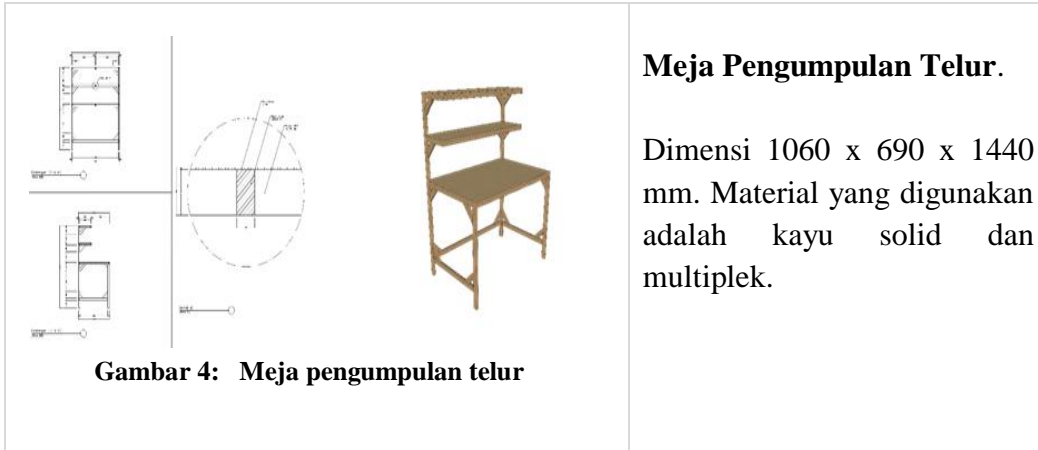 Gambar 4: Meja pengumpulan telur
Meja Pengumpulan Telur.
Dimensi 1060 x 690 x 1440
mm. Material yang digunakan
adalah kayu solid dan
multiplek.